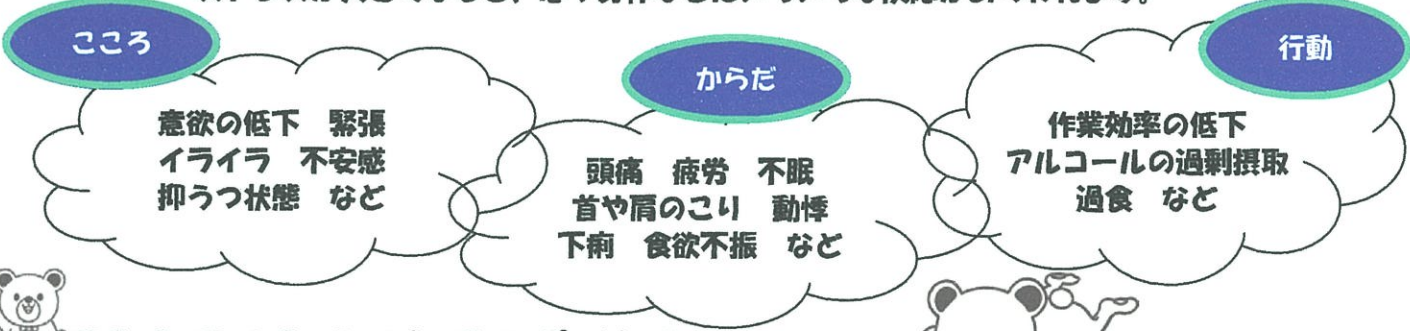 こころ
意欲の低下 緊張
イライラ 不安感
抑うつ状態 など
からだ
頭痛 疲労 不眠
首や肩のこり 動悸
下痢 食欲不振 など
行動
作業効率の低下
アルコールの過剰摂取
過食 など